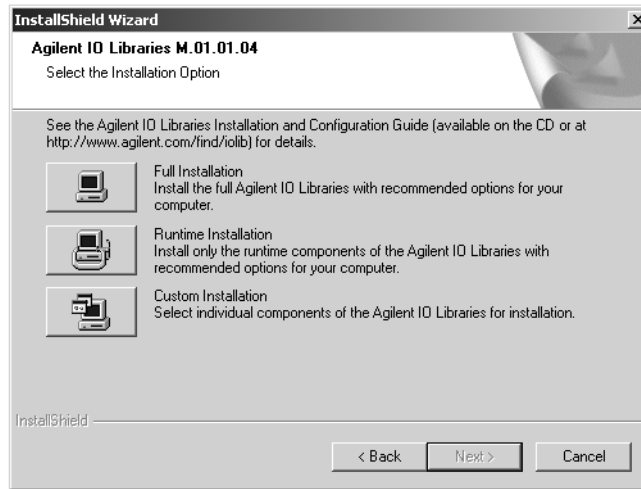 InstallShield Wizard
Agilent IO Libraries M.01.01.04
Select the Installation Option
See the Agilent IO Libraries Installation and Configuration Guide (available on the CD or at
http://www.agilent.com/find/iolib) for details.
Full Installation
Install the full Agilent IO Libraries with recommended options for your
computer.
Runtime Installation
Install only the runtime components of the Agilent IO Libraries with
recommended options for your computer.
Custom Installation
Select individual components of the Agilent IO Libraries for installation.
InstallShield
< Back
Next >
Cancel